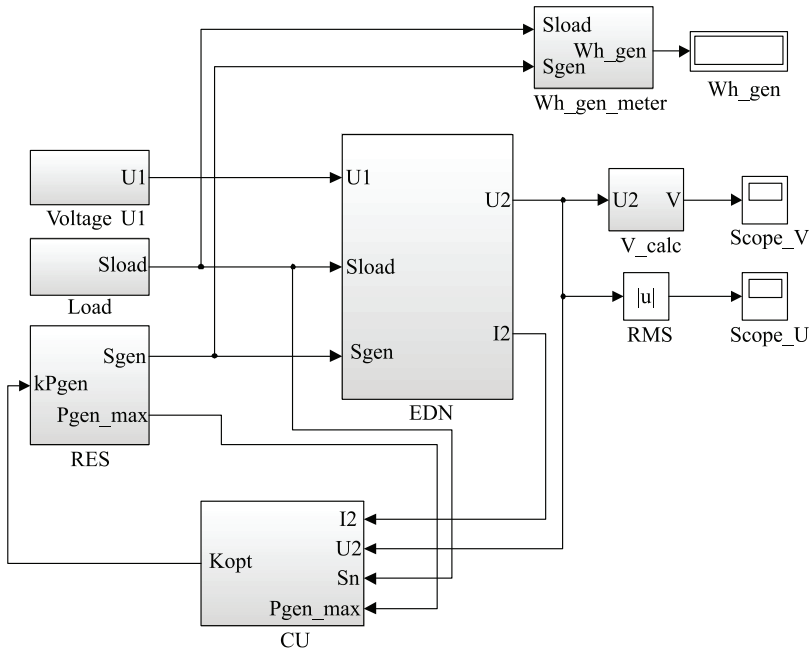 Sload
Wh_gen
Sgen
Wh_gen_meter
Wh_gen
U1
Voltage U1
Sload
Load
Sgen
kPgen
Pgen_max
RES
U1
U2
Sload
I2
Sgen
EDN
U2 V
V_calc
Scope_V
|u|
RMS
Scope_U
I2
U2
Kopt
Sn
Pgen_max
CU